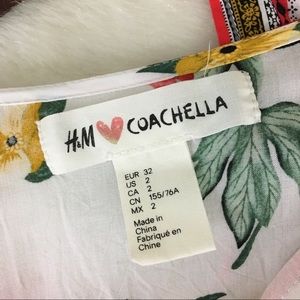 H&M COACHELLA
EUR 32
US 2
CA 2
CN 155/76A
MX 2
Made in
China
Fabriqué en
Chine